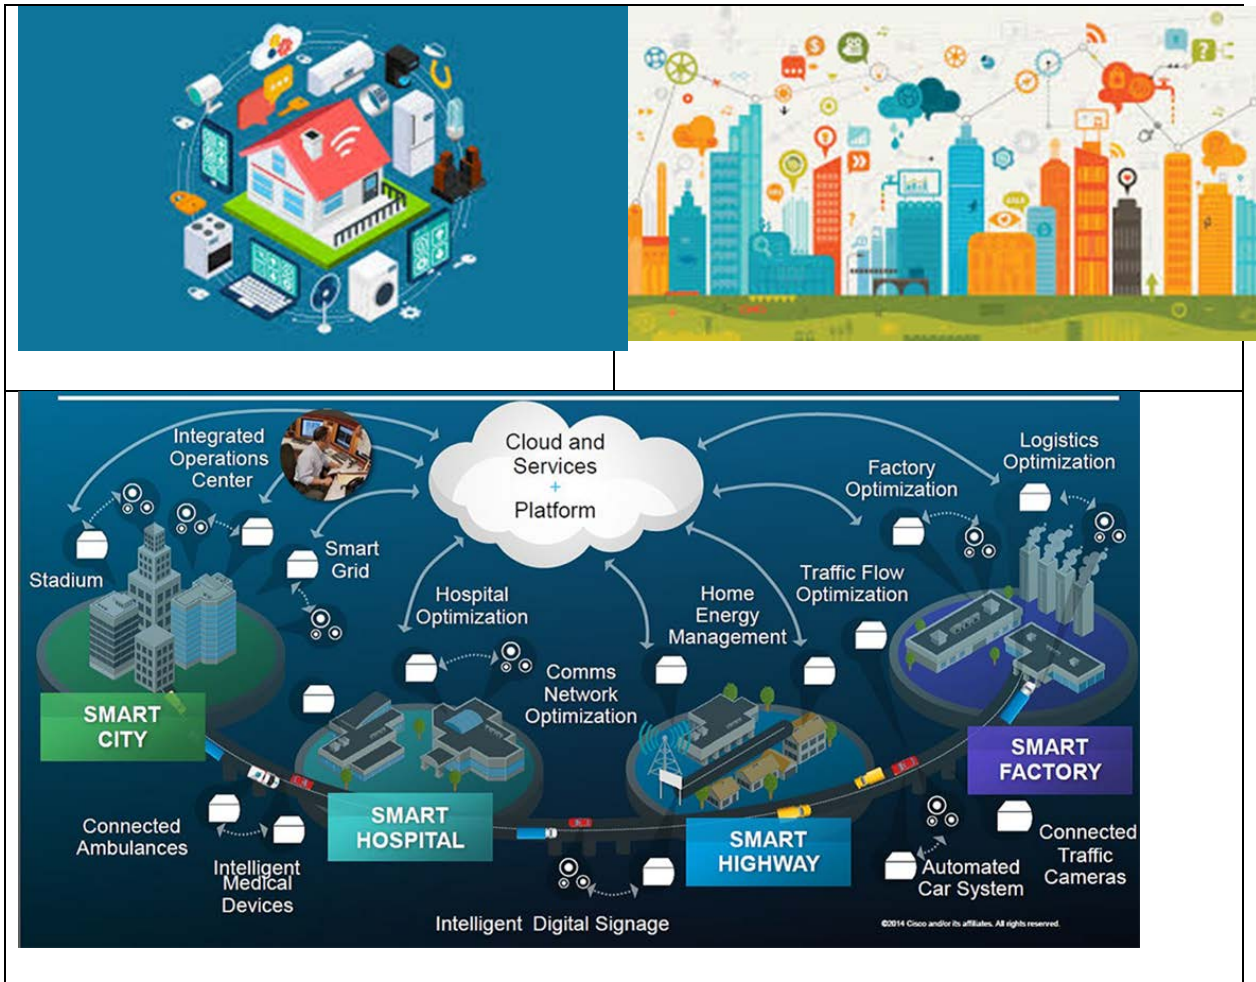 Cloud and
Services
+
Platform
Integrated
Operations
Center
Logistics
Optimization
Factory
Optimization
Stadium
Smart
Grid
Hospital
Optimization
Home
Energy
Management
Traffic Flow
Optimization
Comms
Network
Optimization
SMART
CITY
SMART
HOSPITAL
SMART
HIGHWAY
SMART
FACTORY
Connected
Ambulances
Intelligent
Medical
Devices
Intelligent Digital Signage
Automated
Car System
Connected
Traffic
Cameras
©2014 Cisco and/or its affiliates. All rights reserved.